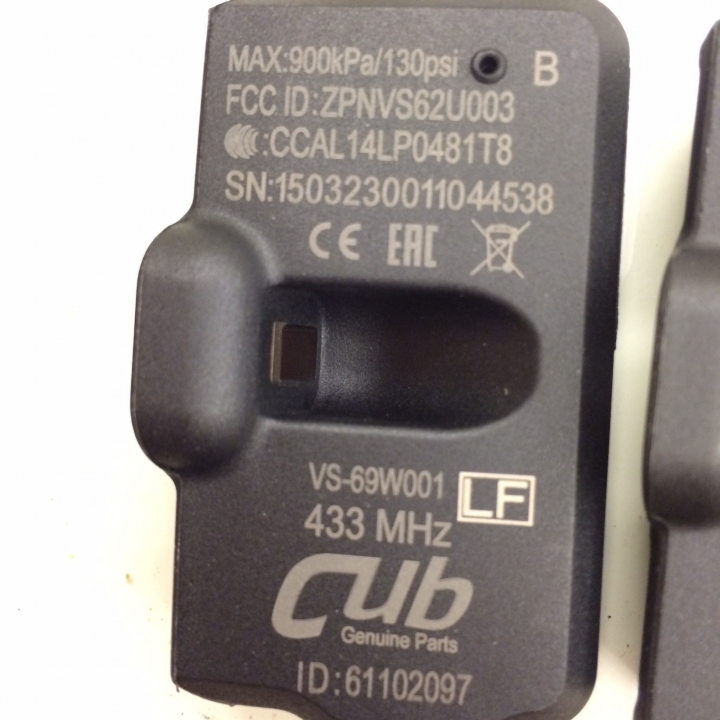 MAX:900kPa/130psi B
FCC ID:ZPNVS62U003
:CCAL14LP0481T8
SN:1503230011044538
CE EAC
VS-69W001 LF
433 MHz
Cub
Genuine Parts
ID:61102097